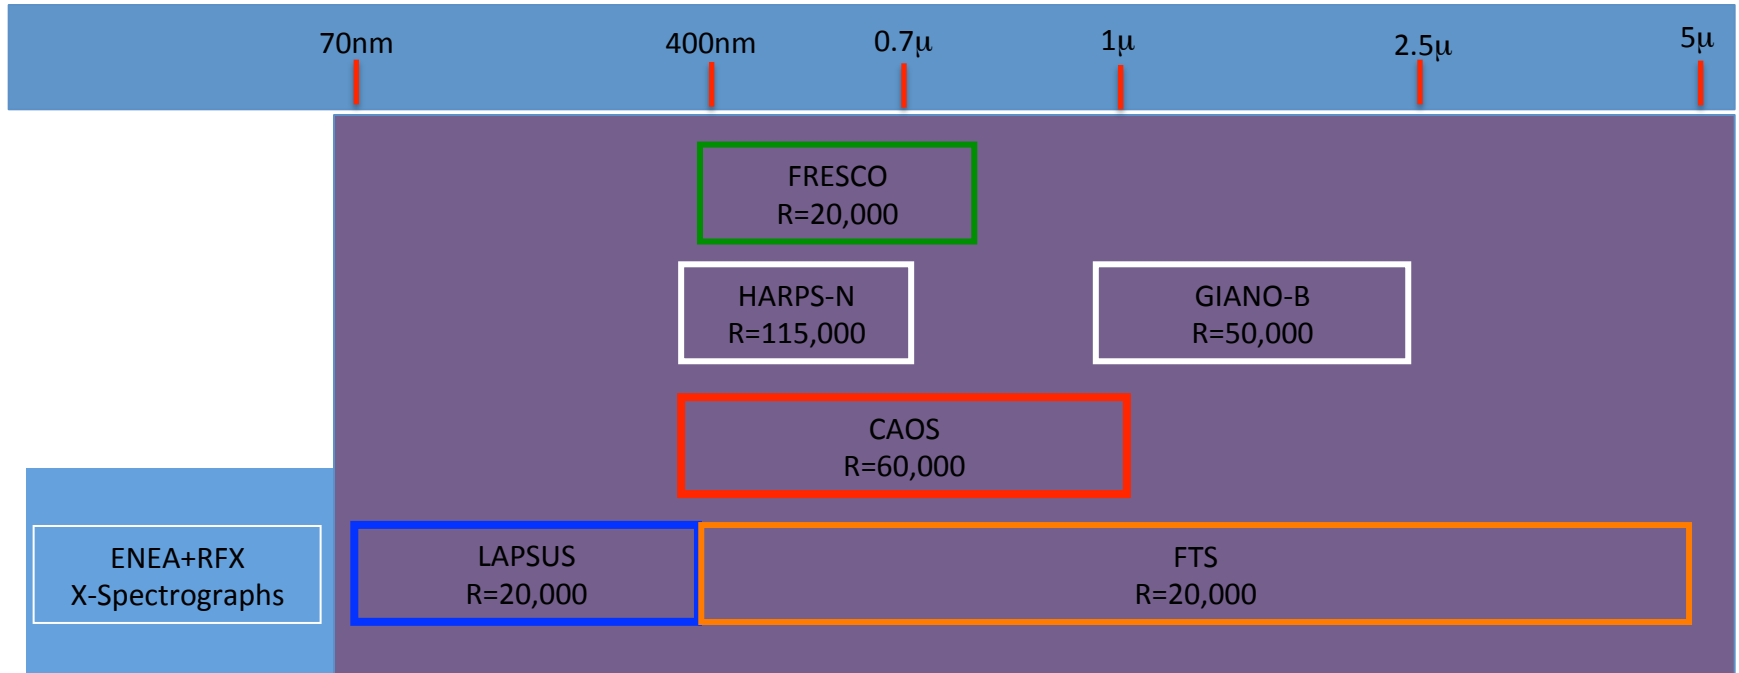 70nm 400nm 0.7μ 1μ 2.5μ 5μ
FRESCO
R=20,000
HARPS-N
R=115,000
GIANO-B
R=50,000
CAOS
R=60,000
ENEA+RFX
X-Spectrographs
LAPSUS
R=20,000
FTS
R=20,000